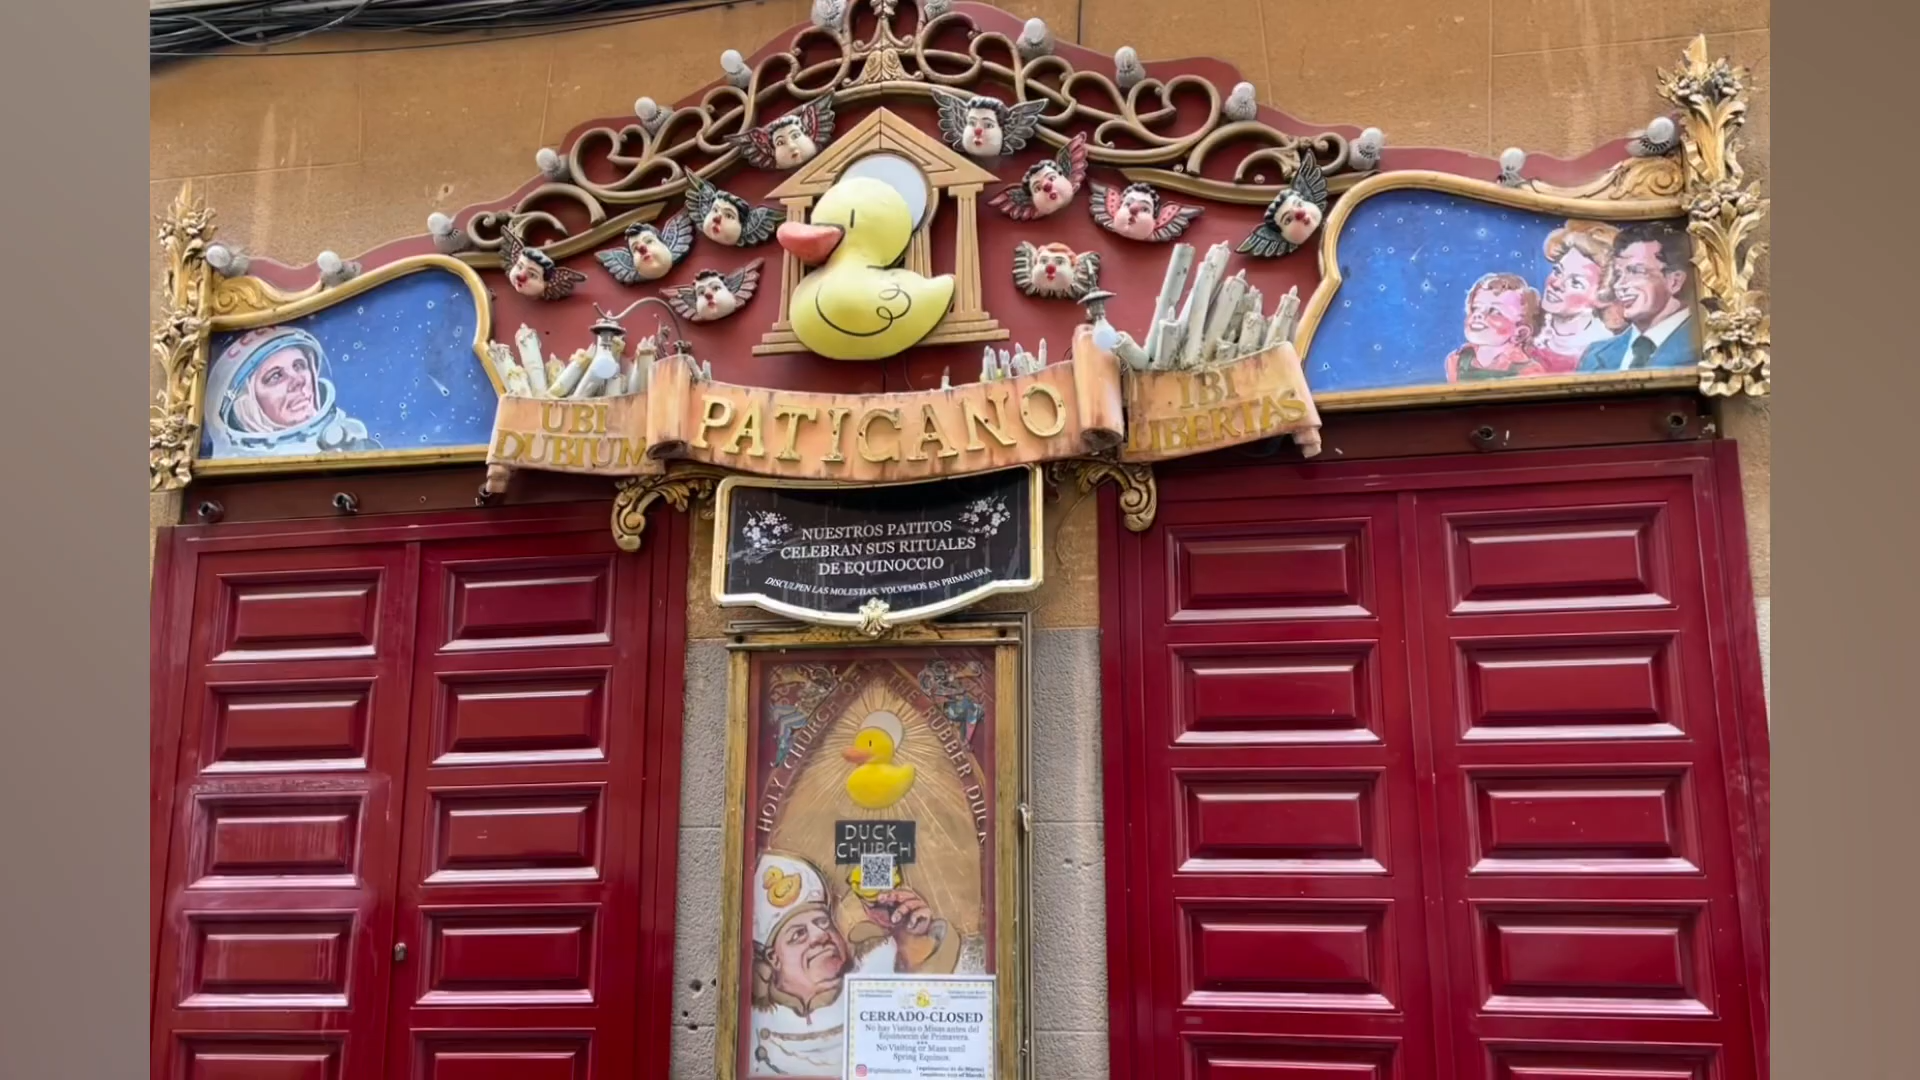 UBI
DUBIUM
PATICANO
IBI
LIBERTAS
NUESTROS PATITOS
CELEBRAN SUS RITUALES
DE EQUINOCCIO
DISCULPEN LAS MOLESTIAS, VOLVEMOS EN PRIMAVERA
HOLY CHURCH OF THE RUBBER DUCK
DUCK
CHURCH
CERRADO-CLOSED
No hay Visitas o Misas antes del
Equinoccio de Primavera.
No Visiting or Mass until
Spring Equinox.